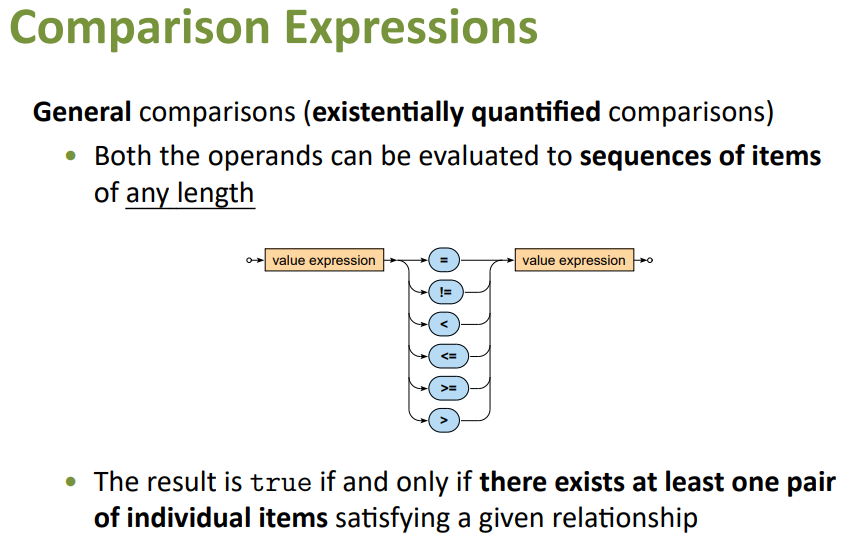 Comparison Expressions
General comparisons (existentially quantified comparisons)
• Both the operands can be evaluated to sequences of items
of any length
value expression = value expression
!=
<
<=
>=
>
• The result is true if and only if there exists at least one pair
of individual items satisfying a given relationship